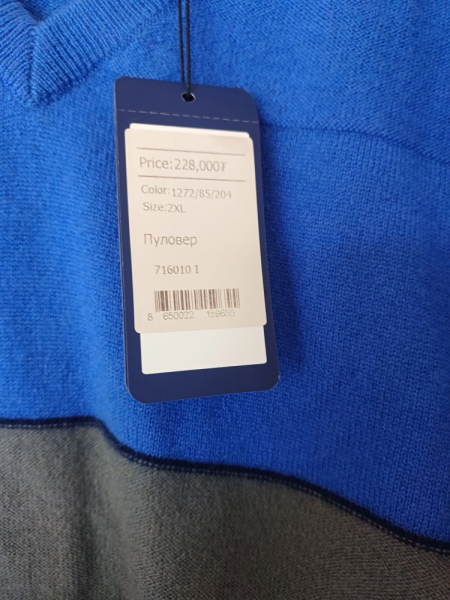 Price:228,000₮
Color:1272/85/204
Size:2XL
Пуловер
716010 1
8 650022 159655